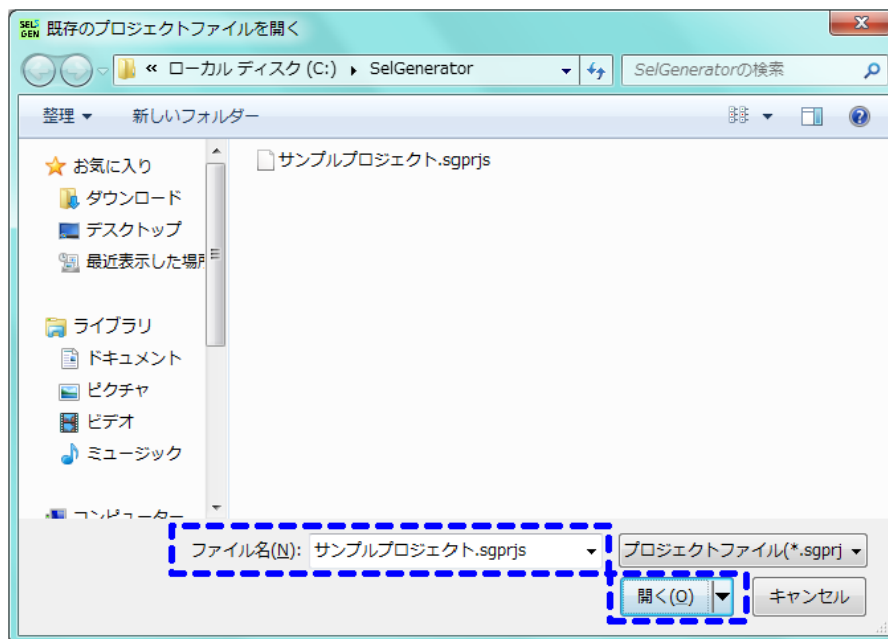 SEL GEN 既存のプロジェクトファイルを開く
« ローカル ディスク (C:) ▸ SelGenerator SelGeneratorの検索
整理 ▼ 新しいフォルダー
お気に入り
ダウンロード
デスクトップ
最近表示した場所
ライブラリ
ドキュメント
ピクチャ
ビデオ
ミュージック
コンピューター
サンプルプロジェクト.sgprjs
ファイル名(N): サンプルプロジェクト.sgprjs プロジェクトファイル(*.sgprj
開く(O) キャンセル